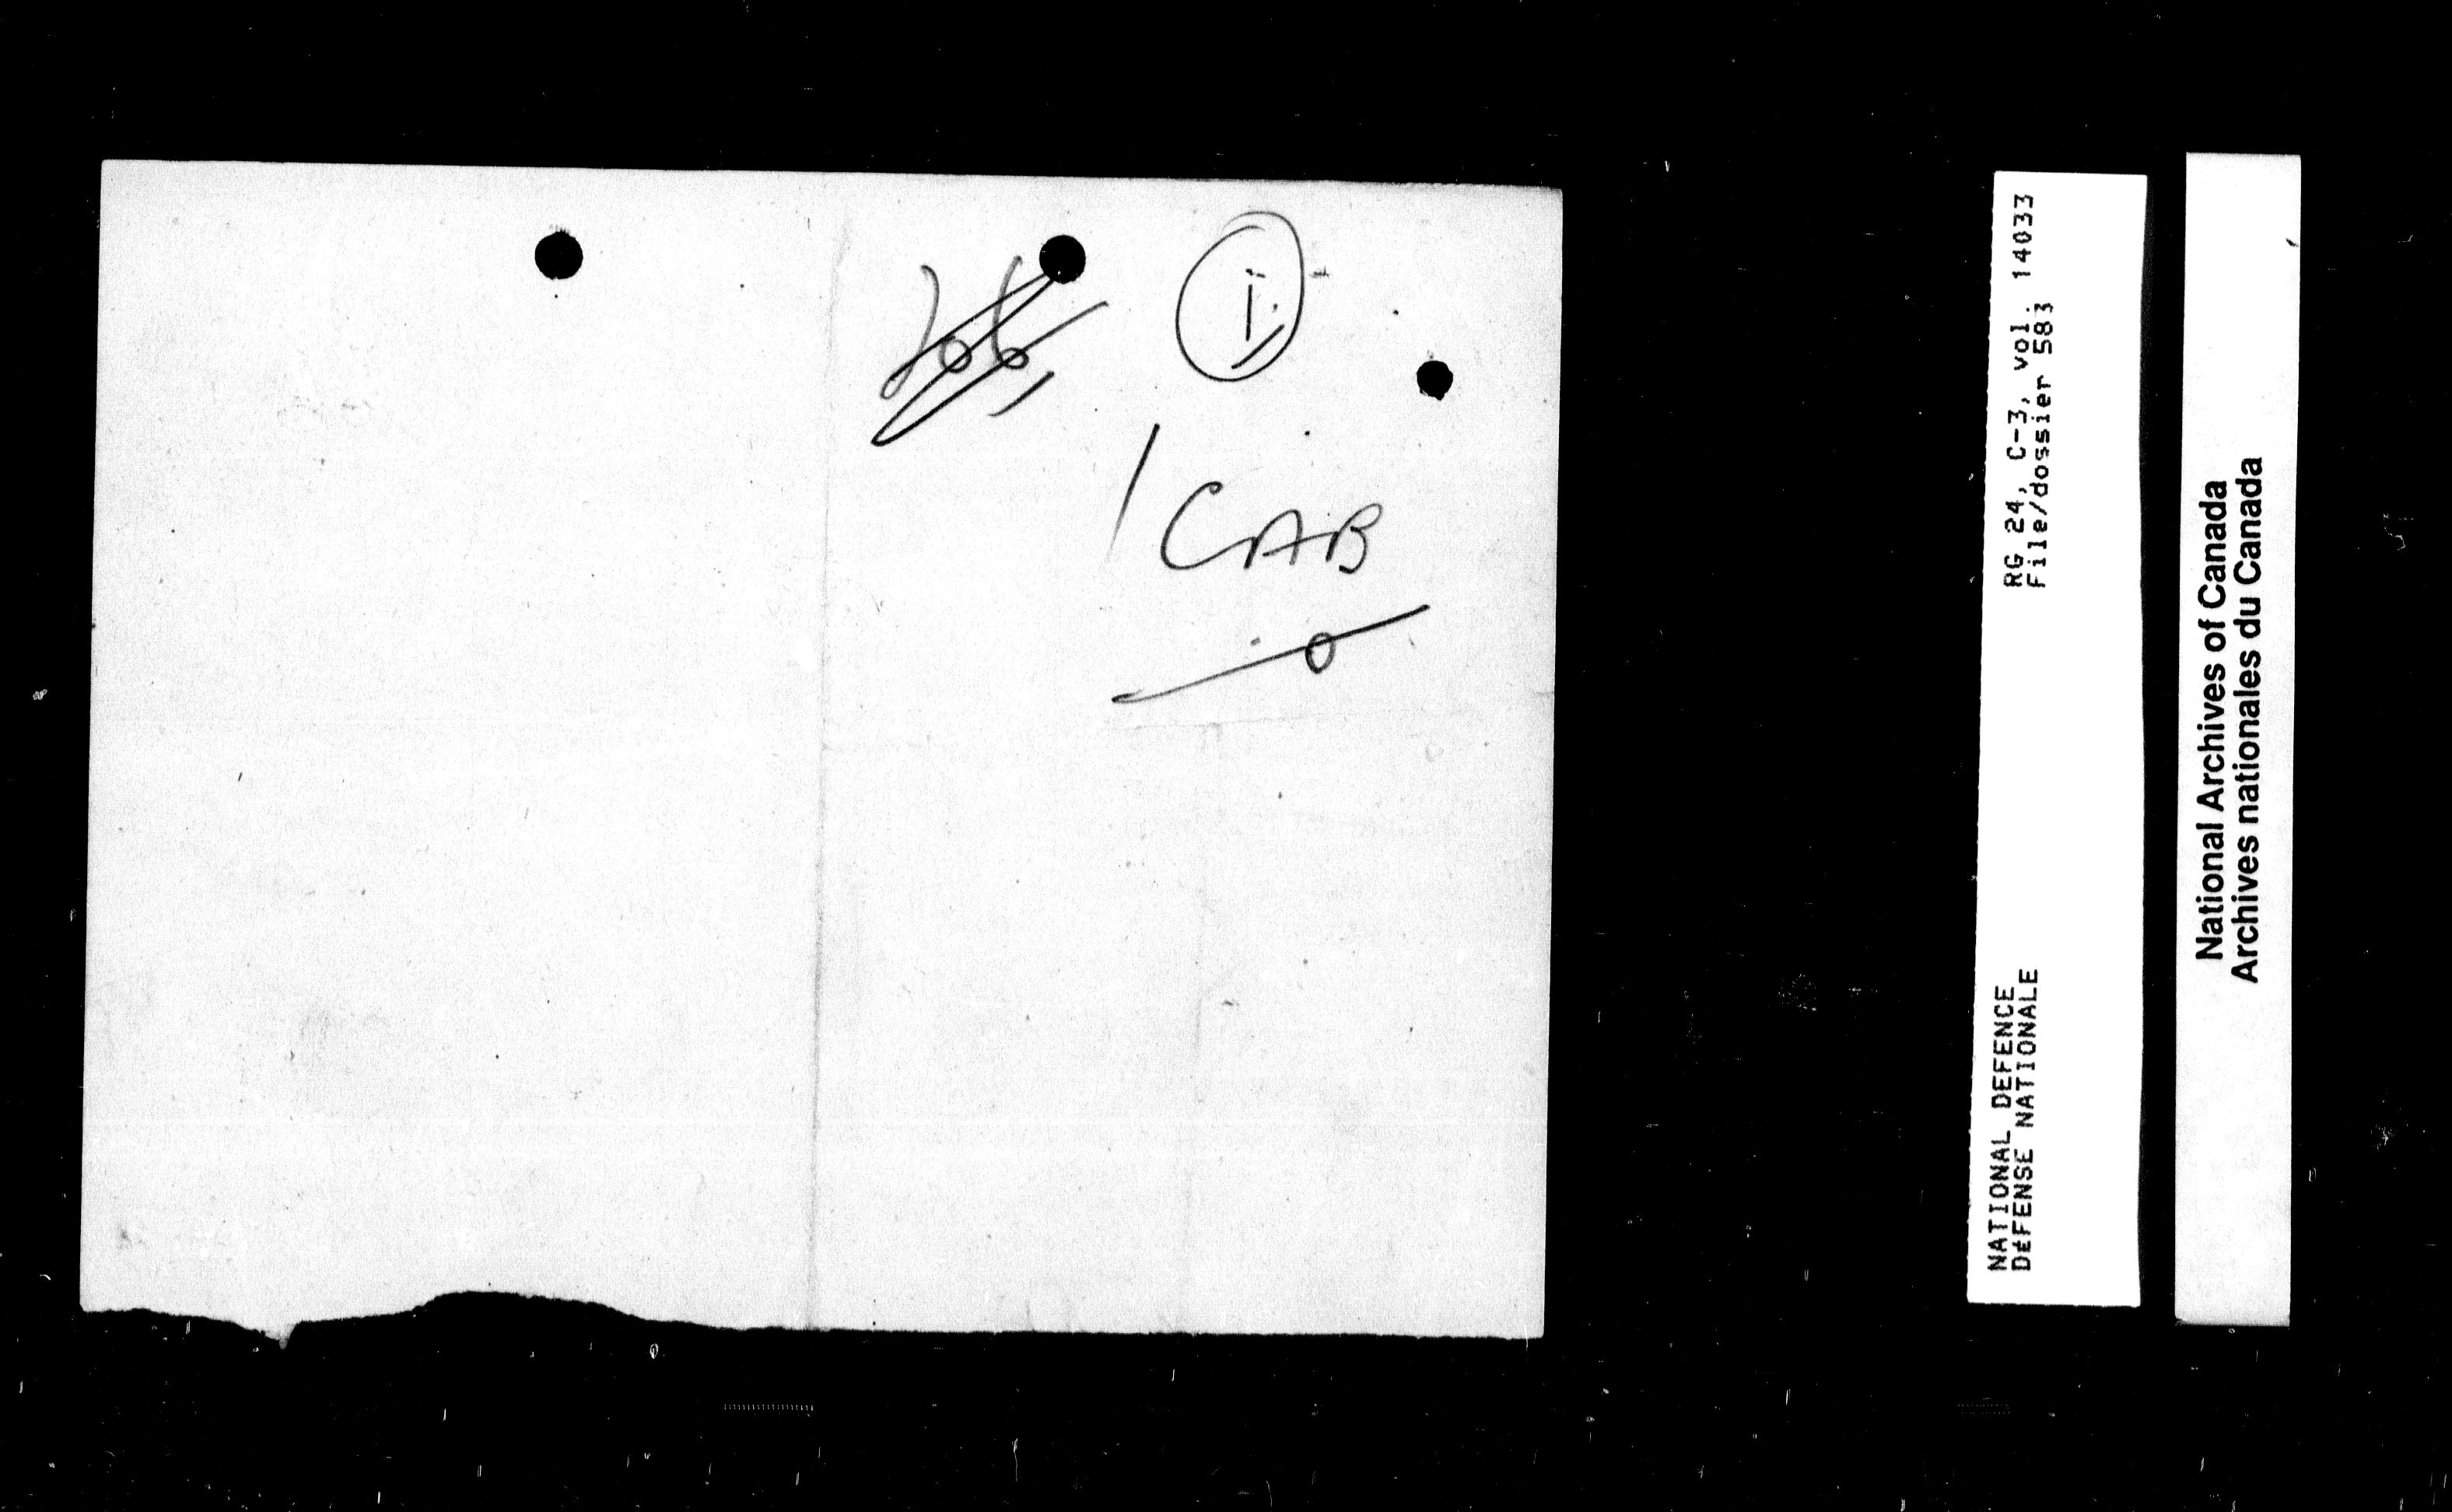 1
1 CAB
RG 24, C-3, vol. 14033
File/dossier 583
NATIONAL DEFENCE
DÉFENSE NATIONALE
National Archives of Canada
Archives nationales du Canada